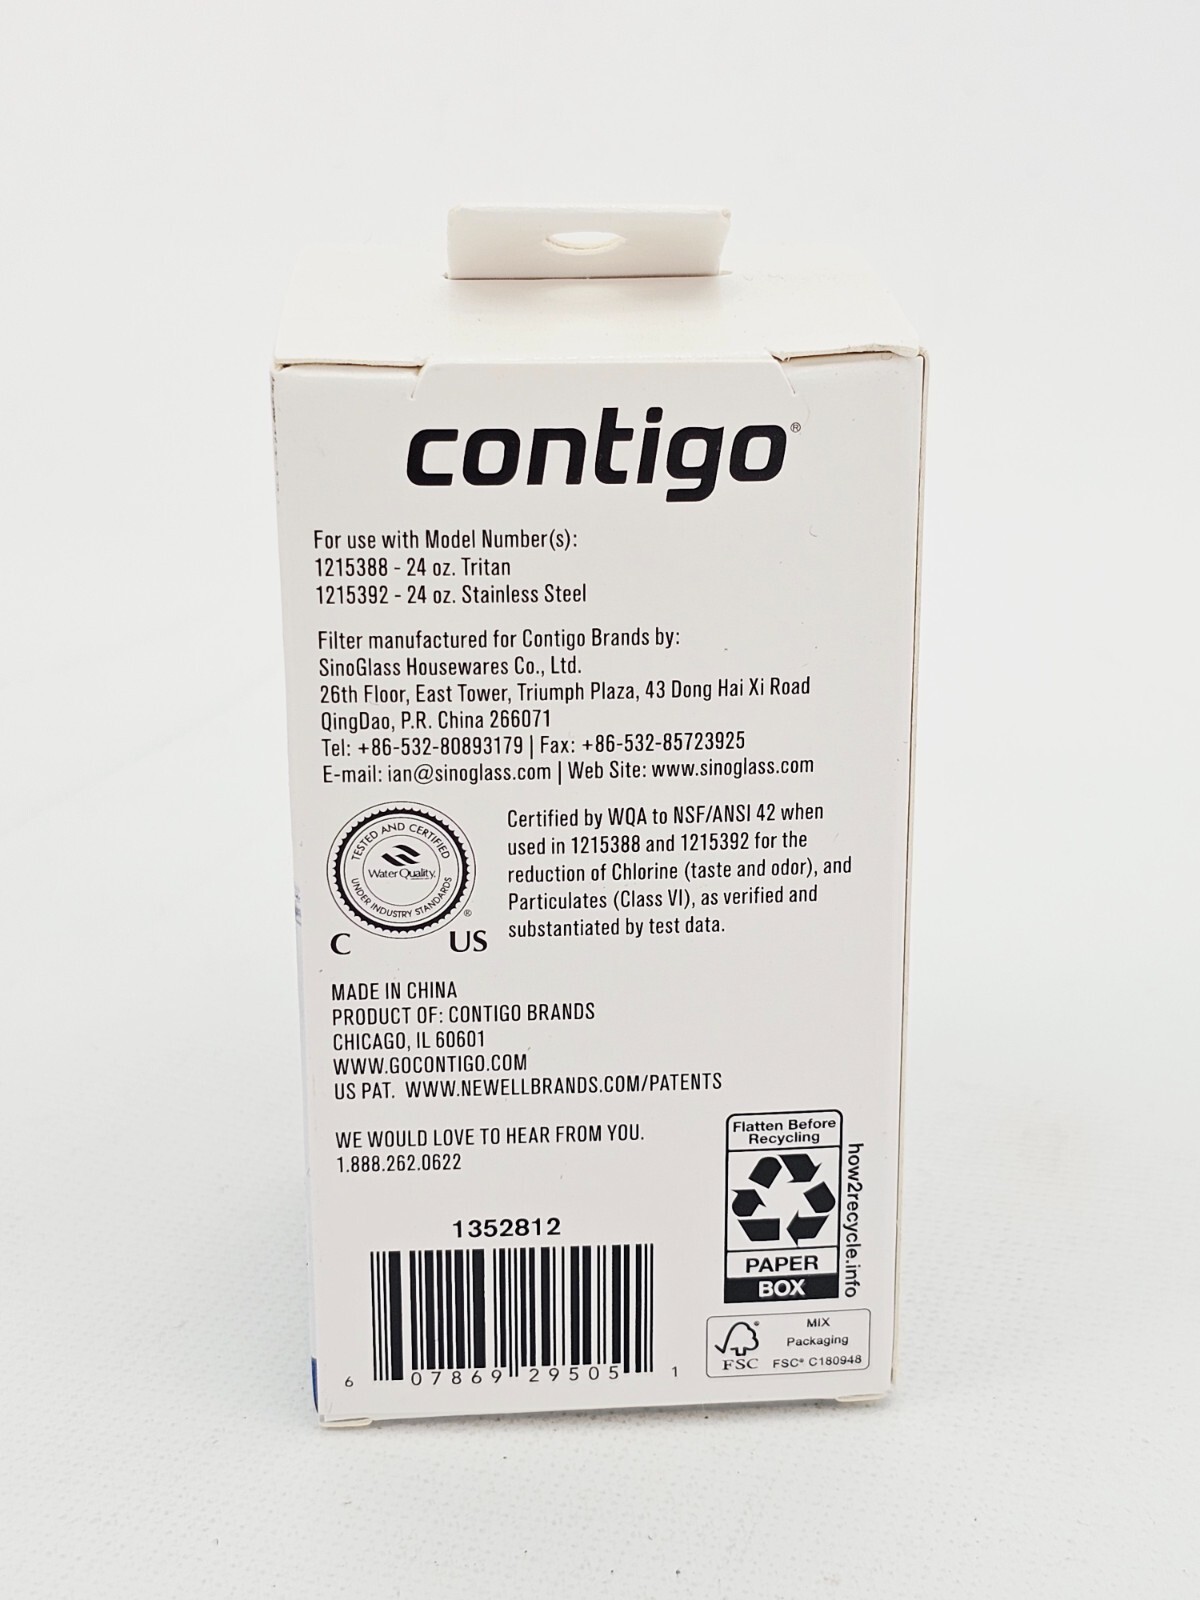 contigo®
For use with Model Number(s):
1215388 - 24 oz. Tritan
1215392 - 24 oz. Stainless Steel
Filter manufactured for Contigo Brands by:
SinoGlass Housewares Co., Ltd.
26th Floor, East Tower, Triumph Plaza, 43 Dong Hai Xi Road
QingDao, P.R. China 266071
Tel: +86-532-80893179 | Fax: +86-532-85723925
E-mail: ian@sinoglass.com | Web Site: www.sinoglass.com
TESTED AND CERTIFIED
Water Quality
UNDER INDUSTRY STANDARDS
®
C US
Certified by WQA to NSF/ANSI 42 when
used in 1215388 and 1215392 for the
reduction of Chlorine (taste and odor), and
Particulates (Class VI), as verified and
substantiated by test data.
MADE IN CHINA
PRODUCT OF: CONTIGO BRANDS
CHICAGO, IL 60601
WWW.GOCONTIGO.COM
US PAT. WWW.NEWELLBRANDS.COM/PATENTS
WE WOULD LOVE TO HEAR FROM YOU.
1.888.262.0622
1352812
6 07869 29505 1
Flatten Before
Recycling
PAPER
BOX
how2recycle.info
FSC
MIX
Packaging
FSC® C180948